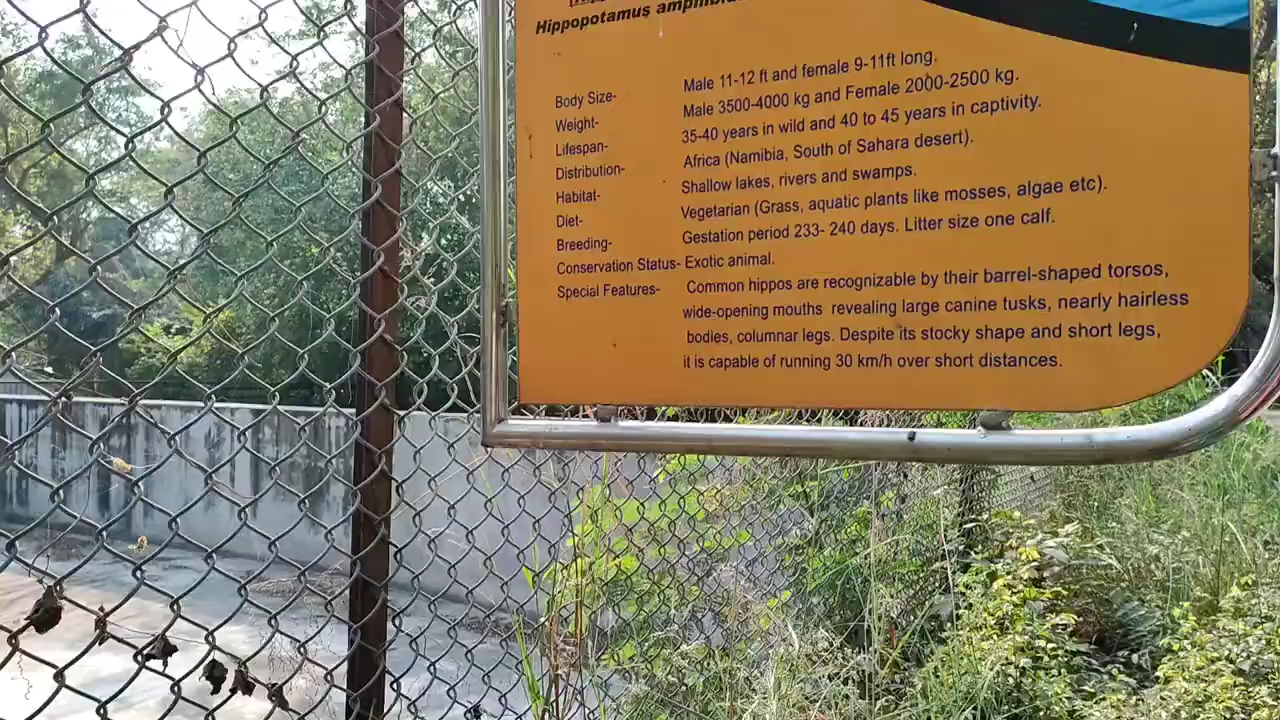 Hippopotamus amphibius
Body Size- Male 11-12 ft and female 9-11ft long.
Weight- Male 3500-4000 kg and Female 2000-2500 kg.
Lifespan- 35-40 years in wild and 40 to 45 years in captivity.
Distribution- Africa (Namibia, South of Sahara desert).
Habitat- Shallow lakes, rivers and swamps.
Diet- Vegetarian (Grass, aquatic plants like mosses, algae etc).
Breeding- Gestation period 233- 240 days. Litter size one calf.
Conservation Status- Exotic animal.
Special Features- Common hippos are recognizable by their barrel-shaped torsos,
wide-opening mouths revealing large canine tusks, nearly hairless
bodies, columnar legs. Despite its stocky shape and short legs,
it is capable of running 30 km/h over short distances.